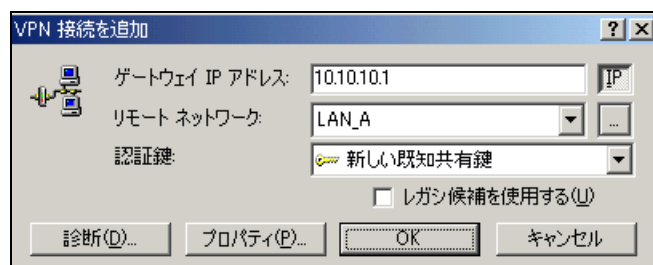 VPN 接続を追加
ゲートウェイ IP アドレス: 10.10.10.1 IP
リモート ネットワーク: LAN_A ...
認証鍵: 新しい既知共有鍵
レガシ候補を使用する(U)
診断(D)... プロパティ(P)... OK キャンセル